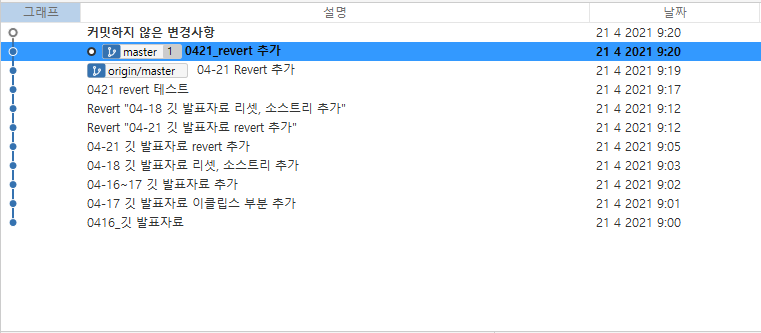 그래프 설명 날짜
커밋하지 않은 변경사항 21 4 2021 9:20
master 1 0421_revert 추가 21 4 2021 9:20
origin/master 04-21 Revert 추가 21 4 2021 9:19
0421 revert 테스트 21 4 2021 9:17
Revert "04-18 깃 발표자료 리셋, 소스트리 추가" 21 4 2021 9:12
Revert "04-21 깃 발표자료 revert 추가" 21 4 2021 9:12
04-21 깃 발표자료 revert 추가 21 4 2021 9:05
04-18 깃 발표자료 리셋, 소스트리 추가 21 4 2021 9:03
04-16~17 깃 발표자료 추가 21 4 2021 9:02
04-17 깃 발표자료 이클립스 부분 추가 21 4 2021 9:01
0416_깃 발표자료 21 4 2021 9:00